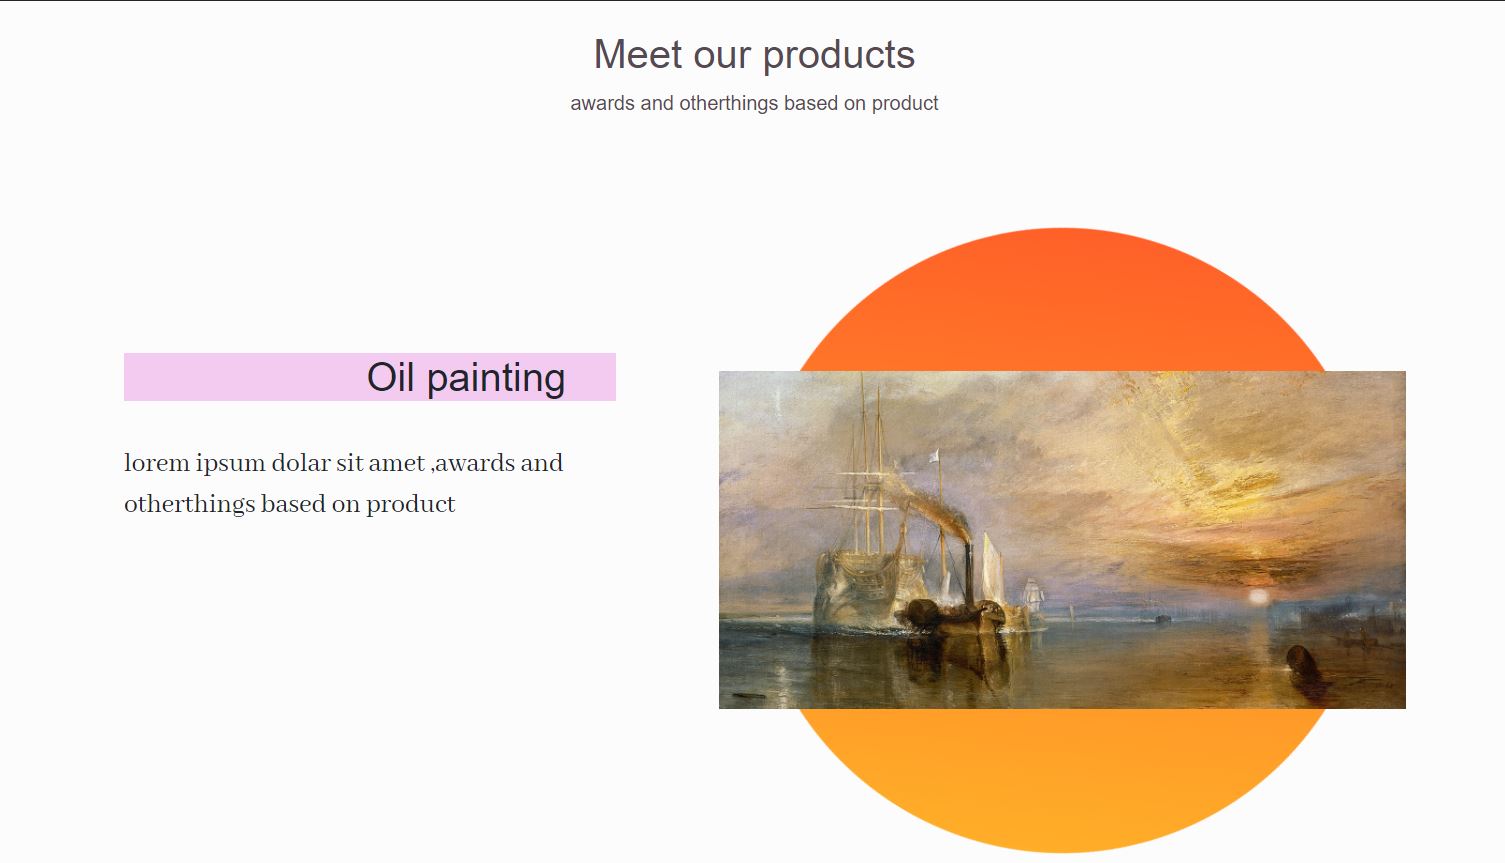 Meet our products
awards and otherthings based on product
Oil painting
lorem ipsum dolar sit amet ,awards and
otherthings based on product